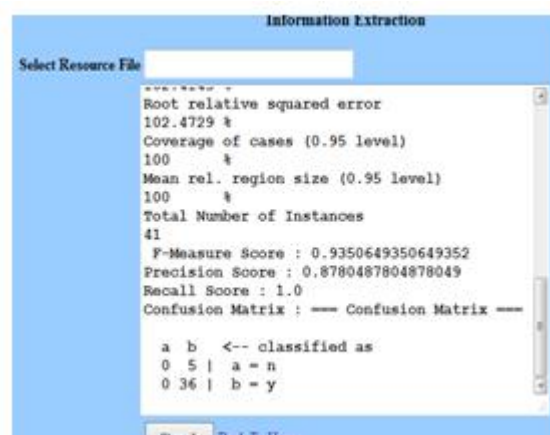 Information Extraction
Select Resource File
Root relative squared error
102.4729 %
Coverage of cases (0.95 level)
100 %
Mean rel. region size (0.95 level)
100 %
Total Number of Instances
41
F-Measure Score : 0.9350649350649352
Precision Score : 0.8780487804878049
Recall Score : 1.0
Confusion Matrix : === Confusion Matrix ===
a b <-- classified as
0 5 | a = n
0 36 | b = y